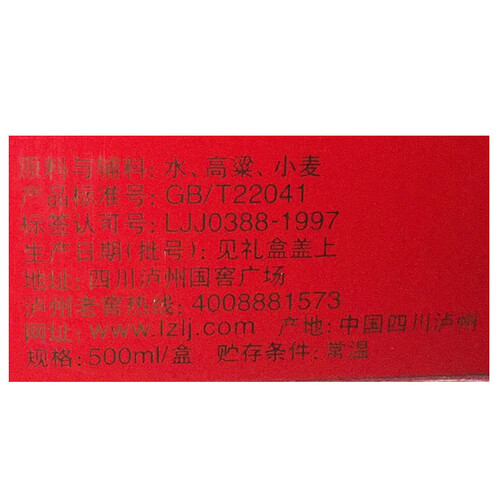 原料与辅料: 水、高粱、小麦
产品标准号: GB/T22041
标签认可号: LJJ0388-1997
生产日期(批号): 见礼盒盖上
地址: 四川泸州国窖广场
泸州老窖热线: 4008881573
网址: www.lzlj.com 产地: 中国四川泸州
规格: 500ml/盒 贮存条件: 常温